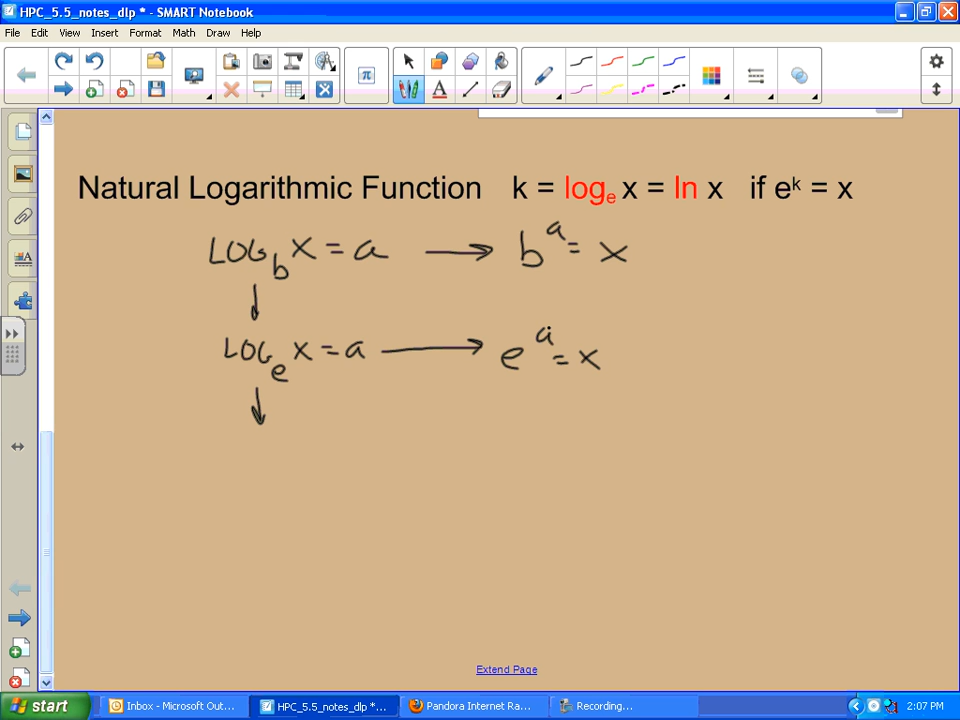 HPC_5.5_notes_dlp * - SMART Notebook
File Edit View Insert Format Math Draw Help
π
A
Natural Logarithmic Function k = logₑ x = ln x if eᵏ = x
LOG_b x = a → bᵃ = x
↓
LOGₑ x = a → eᵃ = x
↓
Extend Page
start Inbox - Microsoft Out... HPC_5.5_notes_dlp *... Pandora Internet Ra... Recording... 2:07 PM